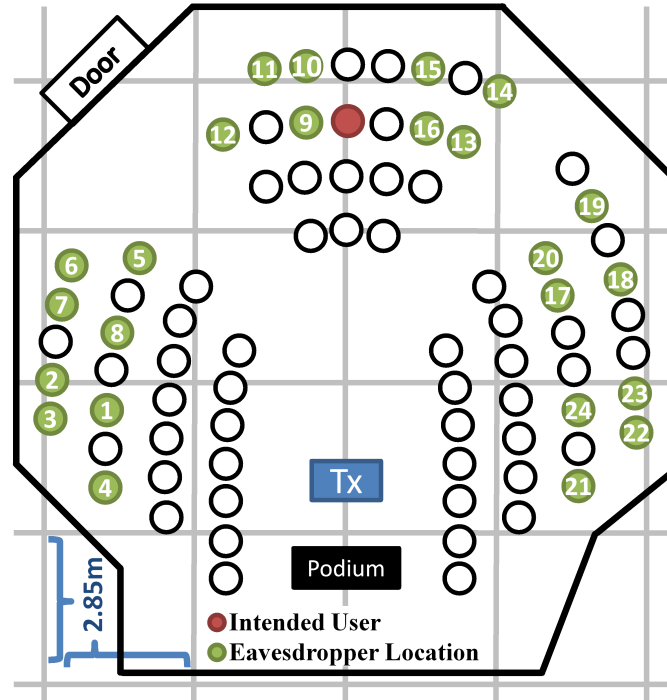 Door
11 10 15 14
12 9 16 13
19
6 5 20 18
7 17
8
2 23
3 1 24 22
4 21
Tx
Podium
2.85m
Intended User
Eavesdropper Location